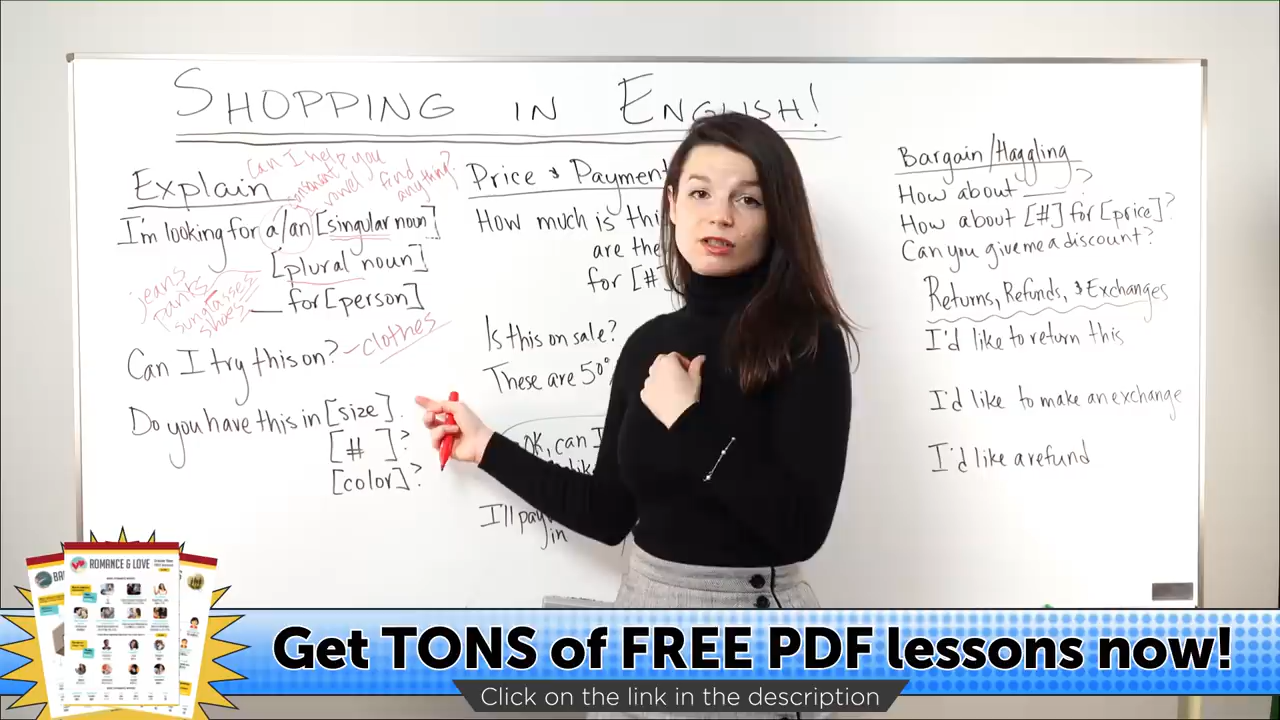 SHOPPING IN ENGLISH!
Explain
Can I help you
find
anything?
consonant
vowel
I'm looking for a/an [singular noun]
[plural noun]
for [person]
jeans
pants
sunglasses
shoes
Can I try this on? - clothes
Do you have this in [size].
[# ]?
[color]?
Price & Payment
How much is thi
are the
for [#]
Is this on sale?
These are 50%
OK, can I
I'll pay
in
Bargain/Haggling
How about ___?
How about [#] for [price]?
Can you give me a discount?
Returns, Refunds, & Exchanges
I'd like to return this
I'd like to make an exchange
I'd like a refund
ROMANCE & LOVE
Get TONS of FREE PDF lessons now!
Click on the link in the description